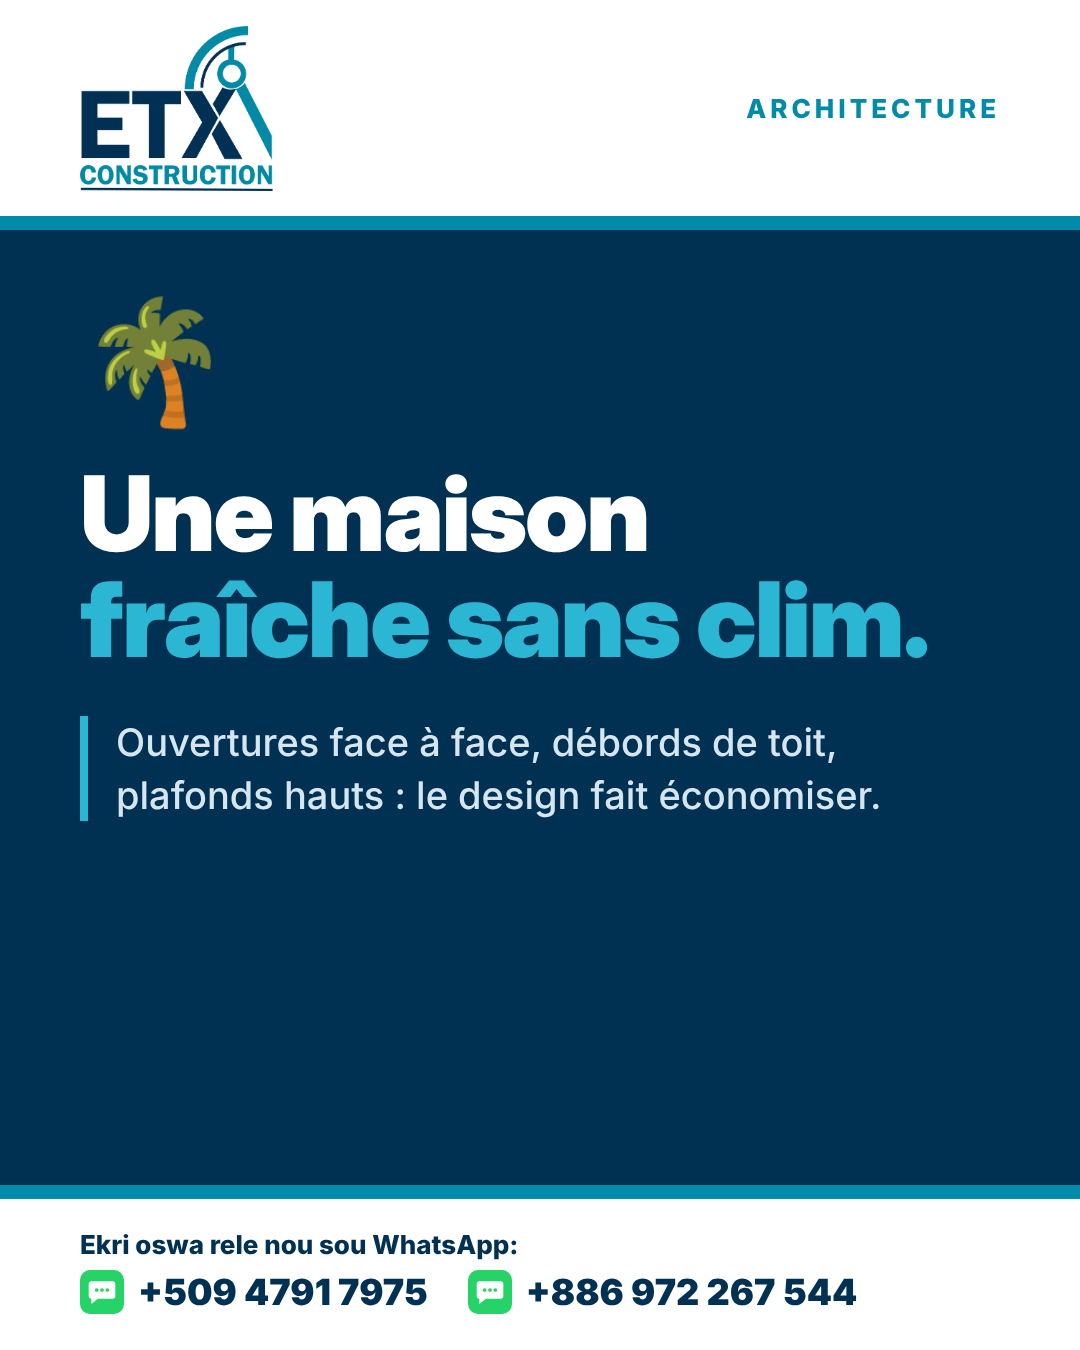 ETX
CONSTRUCTION
ARCHITECTURE
Une maison
fraîche sans clim.
Ouvertures face à face, débords de toit,
plafonds hauts : le design fait économiser.
Ekri oswa rele nou sou WhatsApp:
+509 4791 7975 +886 972 267 544